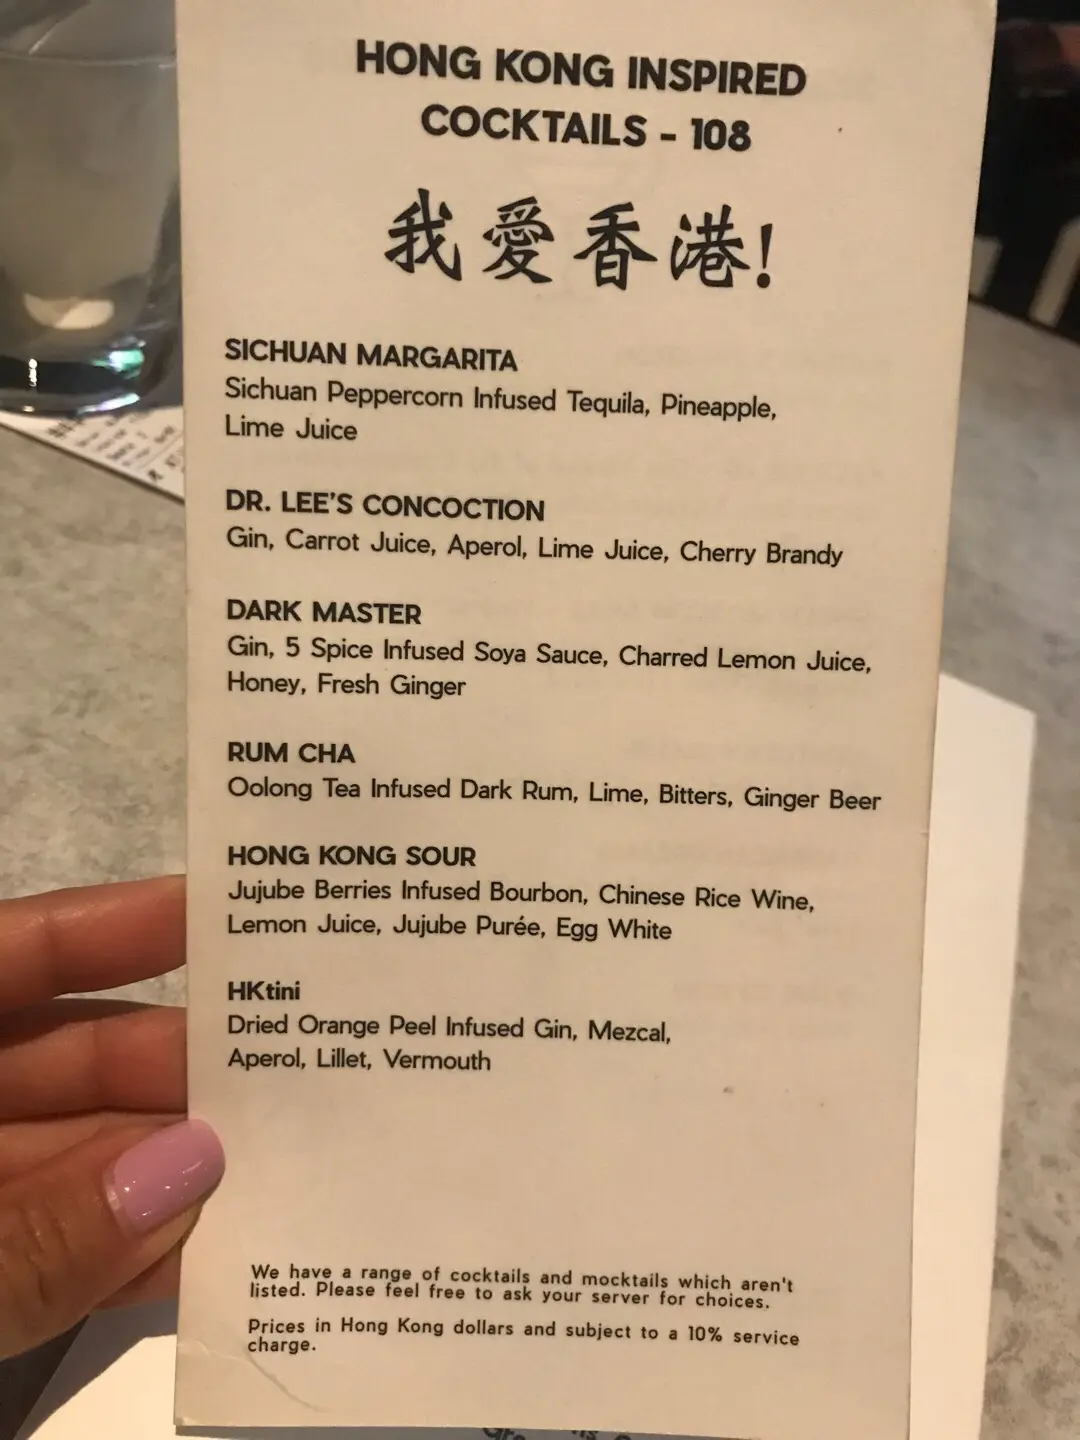 HONG KONG INSPIRED
COCKTAILS - 108
我愛香港!
SICHUAN MARGARITA
Sichuan Peppercorn Infused Tequila, Pineapple,
Lime Juice
DR. LEE'S CONCOCTION
Gin, Carrot Juice, Aperol, Lime Juice, Cherry Brandy
DARK MASTER
Gin, 5 Spice Infused Soya Sauce, Charred Lemon Juice,
Honey, Fresh Ginger
RUM CHA
Oolong Tea Infused Dark Rum, Lime, Bitters, Ginger Beer
HONG KONG SOUR
Jujube Berries Infused Bourbon, Chinese Rice Wine,
Lemon Juice, Jujube Purée, Egg White
HKtini
Dried Orange Peel Infused Gin, Mezcal,
Aperol, Lillet, Vermouth
We have a range of cocktails and mocktails which aren't
listed. Please feel free to ask your server for choices.
Prices in Hong Kong dollars and subject to a 10% service
charge.